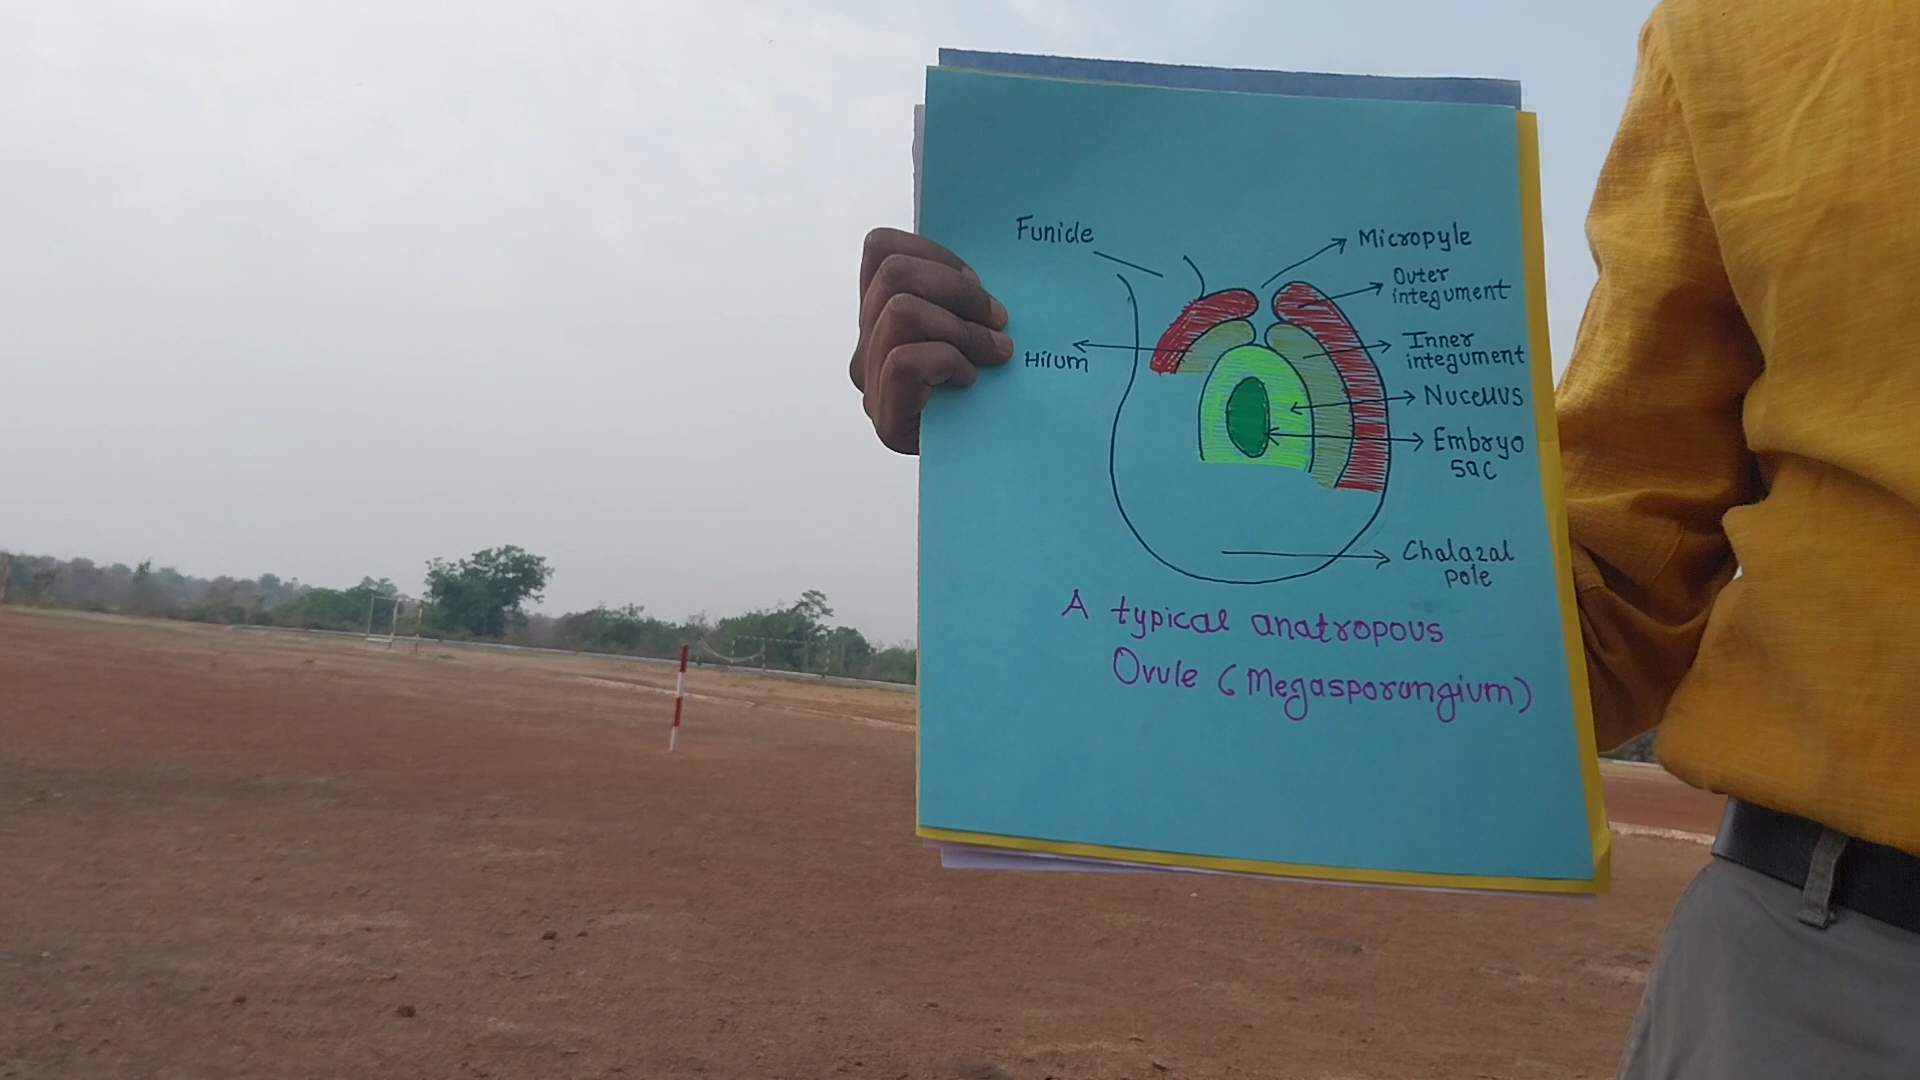 Funicle
Micropyle
Outer
integument
Hilum
Inner
integument
Nucellus
Embryo
sac
Chalazal
pole
A typical anatropous
Ovule (Megasporangium)